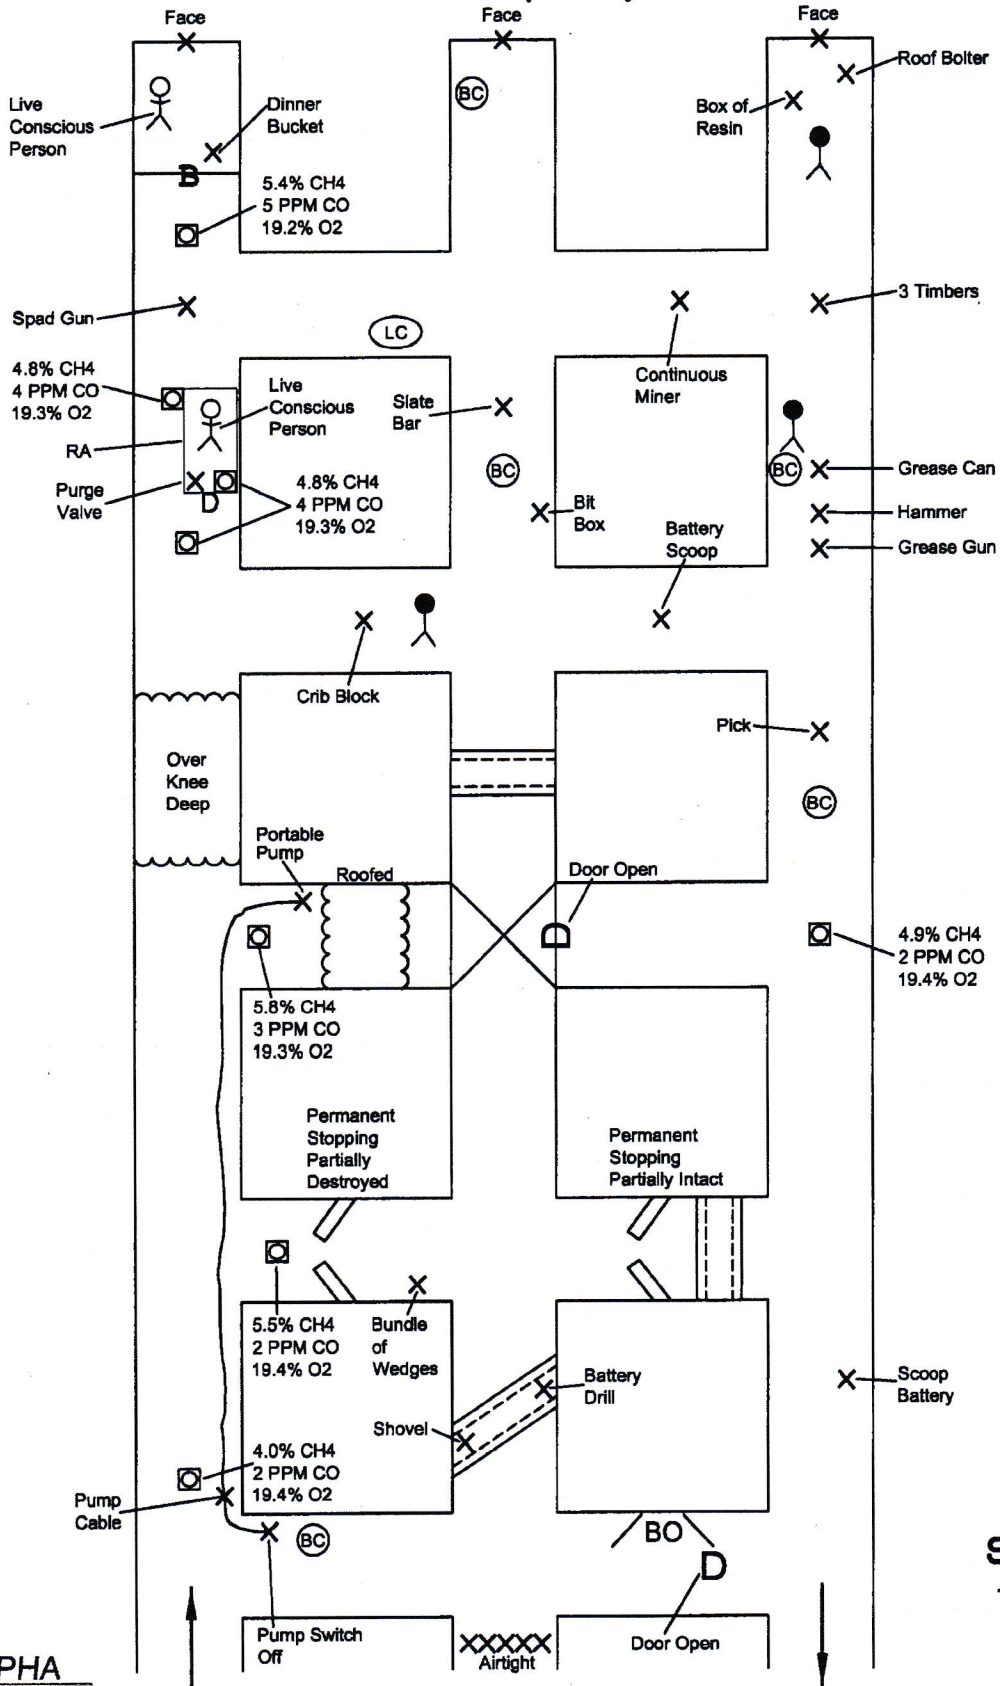 Face
Face
Face
Roof Bolter
Live
Conscious
Person
Dinner
Bucket
BC
Box of
Resin
B
5.4% CH4
5 PPM CO
19.2% O2
Spad Gun
3 Timbers
LC
4.8% CH4
4 PPM CO
19.3% O2
Live
Conscious
Person
Slate
Bar
Continuous
Miner
RA
Purge
Valve
D
4.8% CH4
4 PPM CO
19.3% O2
BC
Bit
Box
Battery
Scoop
BC
Grease Can
Hammer
Grease Gun
Crib Block
Pick
Over
Knee
Deep
BC
Portable
Pump
Roofed
Door Open
D
4.9% CH4
2 PPM CO
19.4% O2
5.8% CH4
3 PPM CO
19.3% O2
Permanent
Stopping
Partially
Destroyed
Permanent
Stopping
Partially Intact
5.5% CH4
2 PPM CO
19.4% O2
Bundle
of
Wedges
Battery
Drill
Scoop
Battery
Shovel
4.0% CH4
2 PPM CO
19.4% O2
Pump
Cable
BC
BO
D
Pump Switch
Off
Airtight
Door Open
PHA